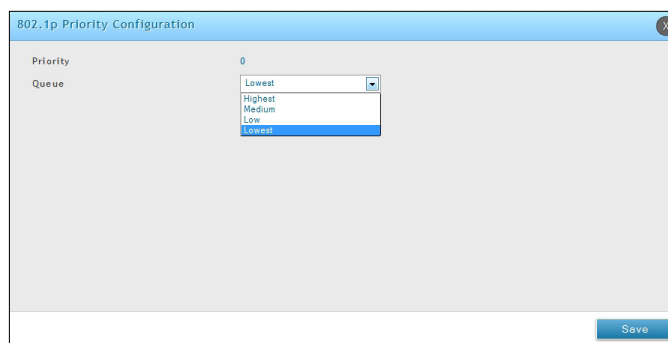 802.1p Priority Configuration
X
Priority 0
Queue Lowest
Highest
Medium
Low
Lowest
Save